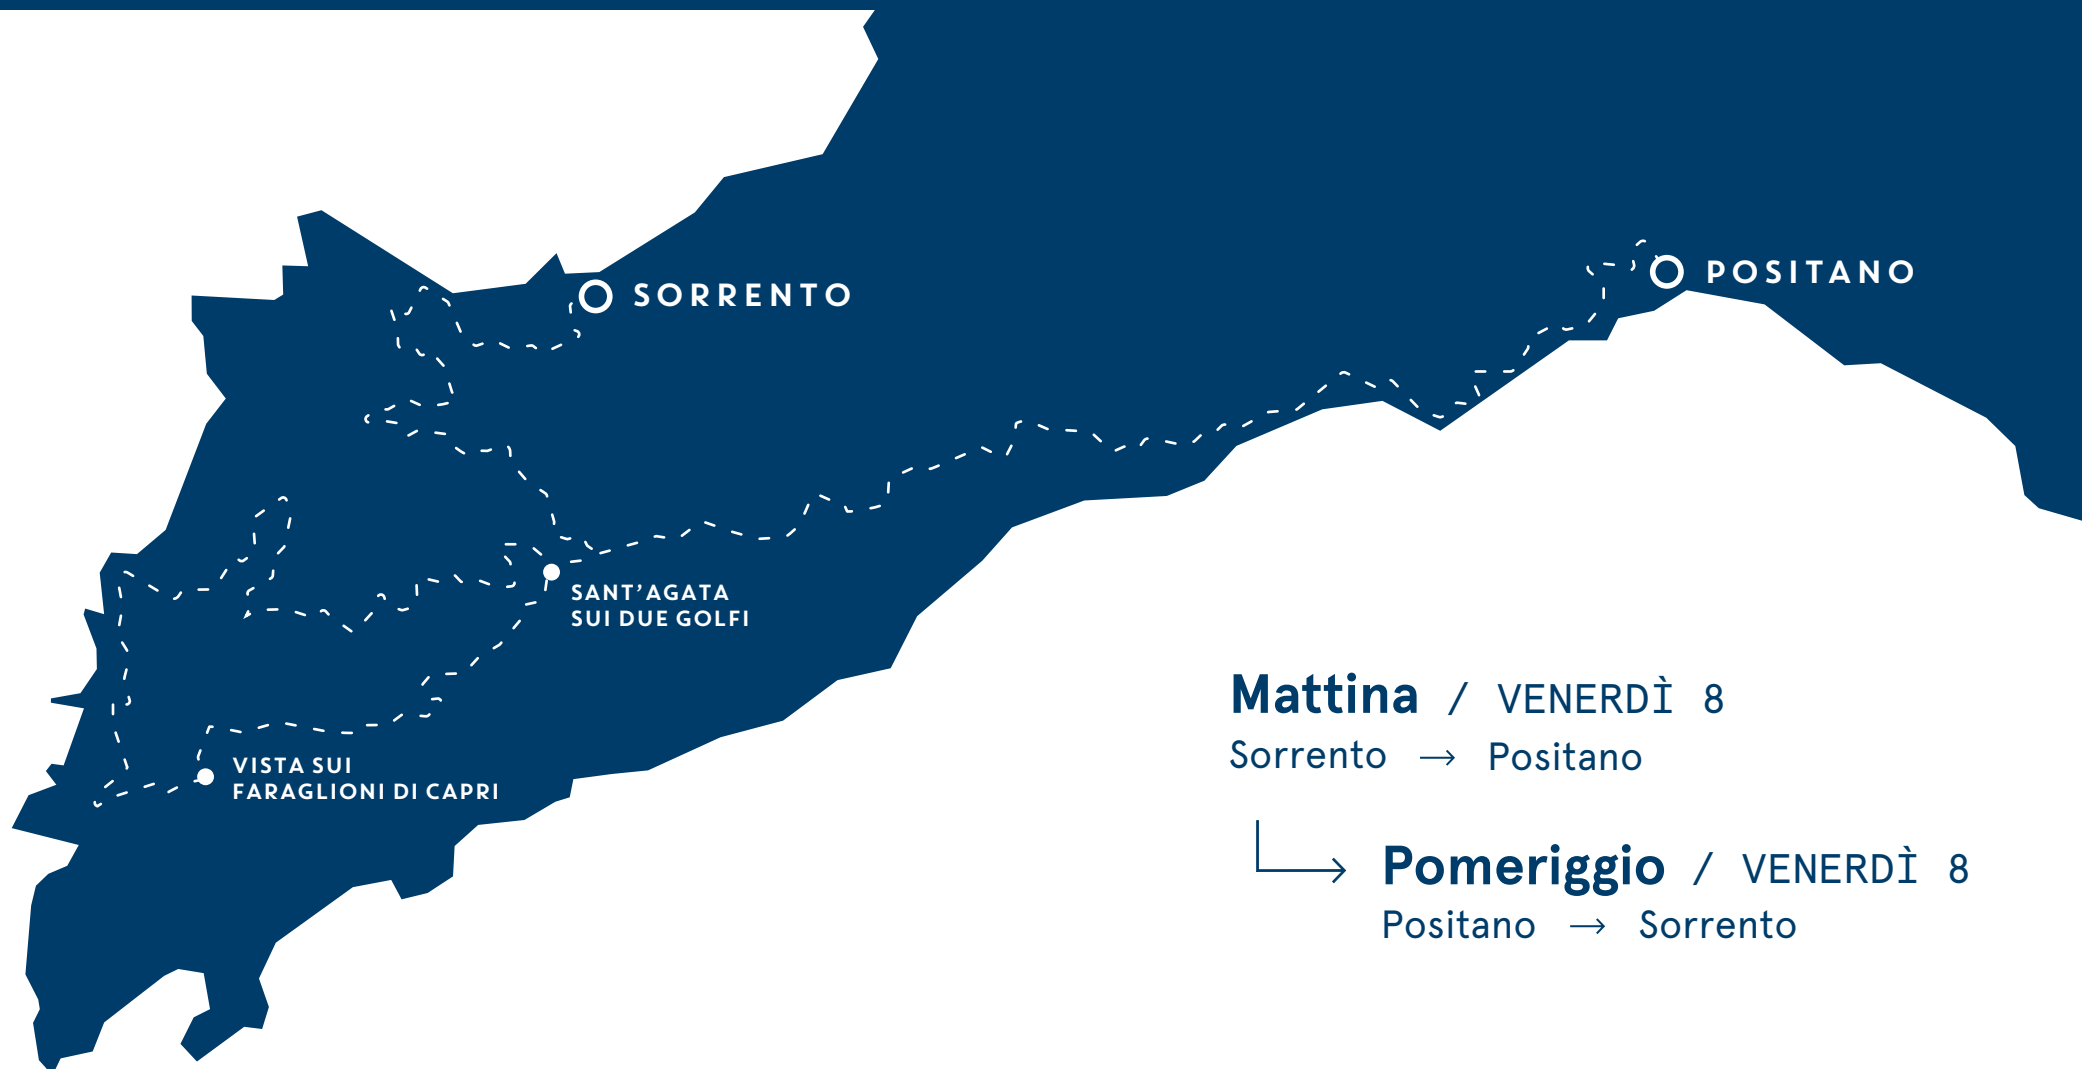 SORRENTO
POSITANO
SANT’AGATA
SUI DUE GOLFI
VISTA SUI
FARAGLIONI DI CAPRI
Mattina / VENERDÌ 8
Sorrento → Positano
Pomeriggio / VENERDÌ 8
Positano → Sorrento